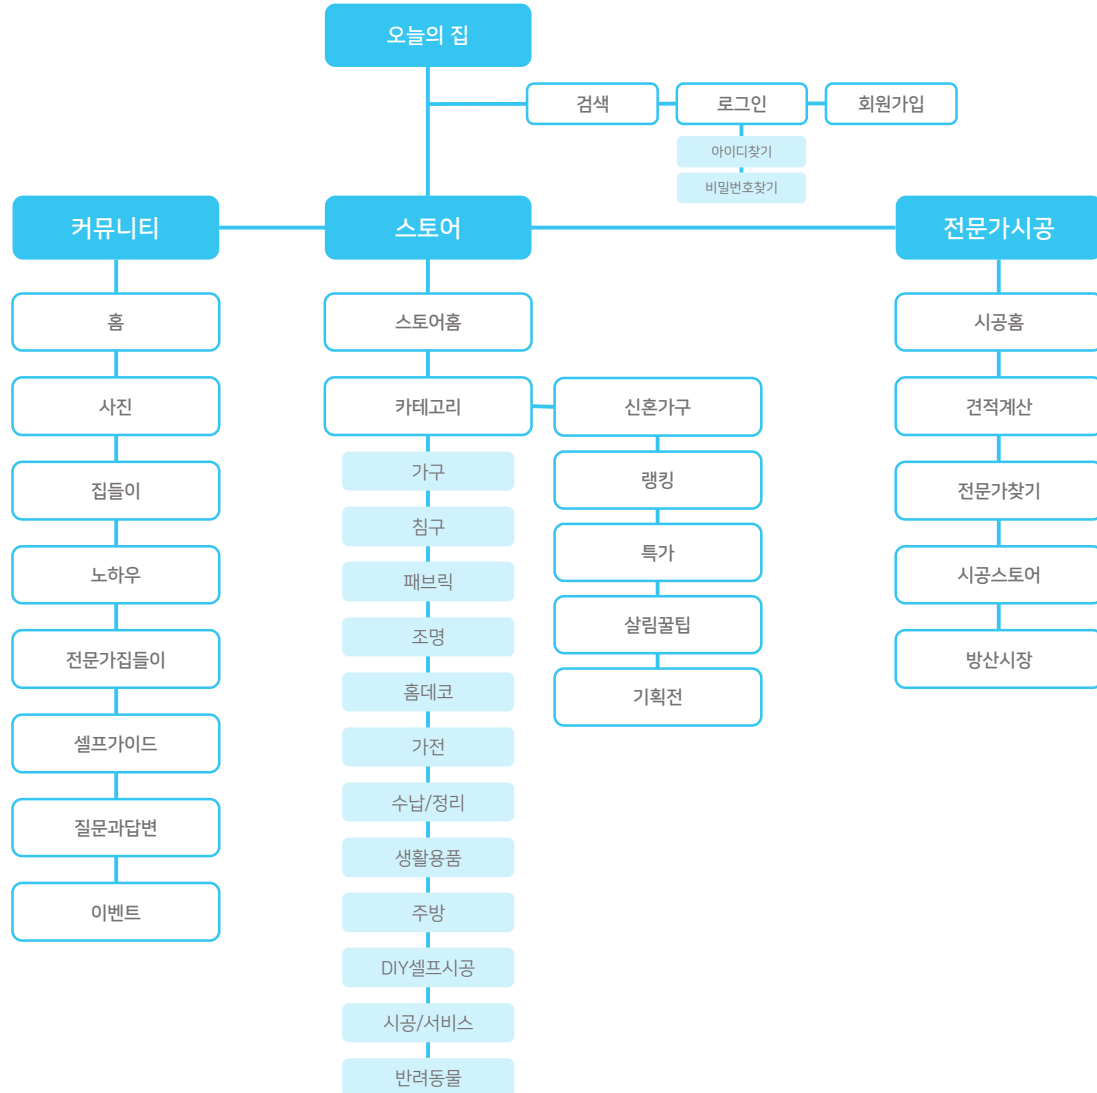 오늘의 집
검색
로그인
회원가입
아이디찾기
비밀번호찾기
커뮤니티
스토어
전문가시공
홈
사진
집들이
노하우
전문가집들이
셀프가이드
질문과답변
이벤트
스토어홈
카테고리
가구
침구
패브릭
조명
홈데코
가전
수납/정리
생활용품
주방
DIY셀프시공
시공/서비스
반려동물
신혼가구
랭킹
특가
살림꿀팁
기획전
시공홈
견적계산
전문가찾기
시공스토어
방산시장